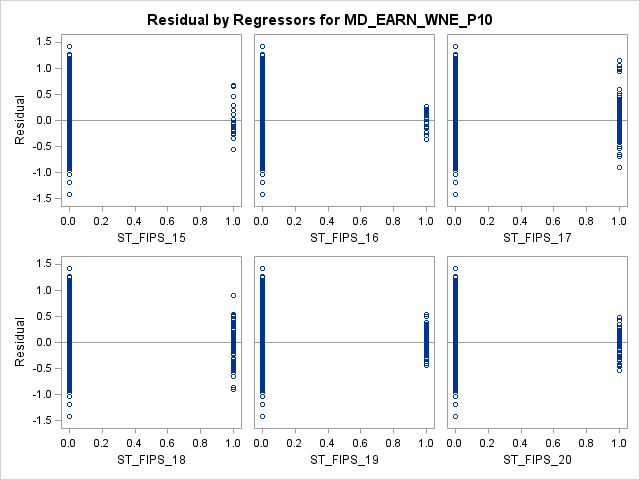 Residual by Regressors for MD_EARN_WNE_P10
Residual
1.5
1.0
0.5
0.0
-0.5
-1.0
-1.5
0.0 0.2 0.4 0.6 0.8 1.0
ST_FIPS_15
0.0 0.2 0.4 0.6 0.8 1.0
ST_FIPS_16
0.0 0.2 0.4 0.6 0.8 1.0
ST_FIPS_17
Residual
1.5
1.0
0.5
0.0
-0.5
-1.0
-1.5
0.0 0.2 0.4 0.6 0.8 1.0
ST_FIPS_18
0.0 0.2 0.4 0.6 0.8 1.0
ST_FIPS_19
0.0 0.2 0.4 0.6 0.8 1.0
ST_FIPS_20